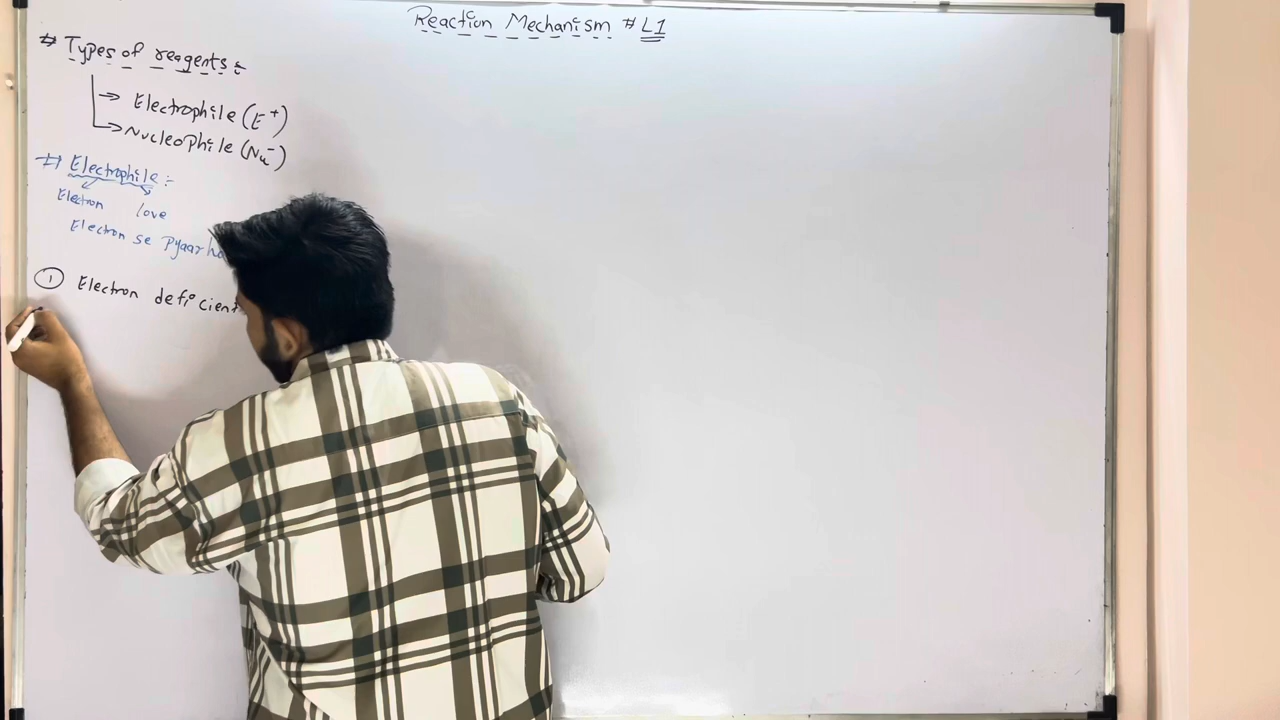 Reaction Mechanism # L1
# Types of reagents :-
→ Electrophile (E+)
→ Nucleophile (Nu-)
# Electrophile :-
Electron love
Electron se Pyaar
① Electron deficient